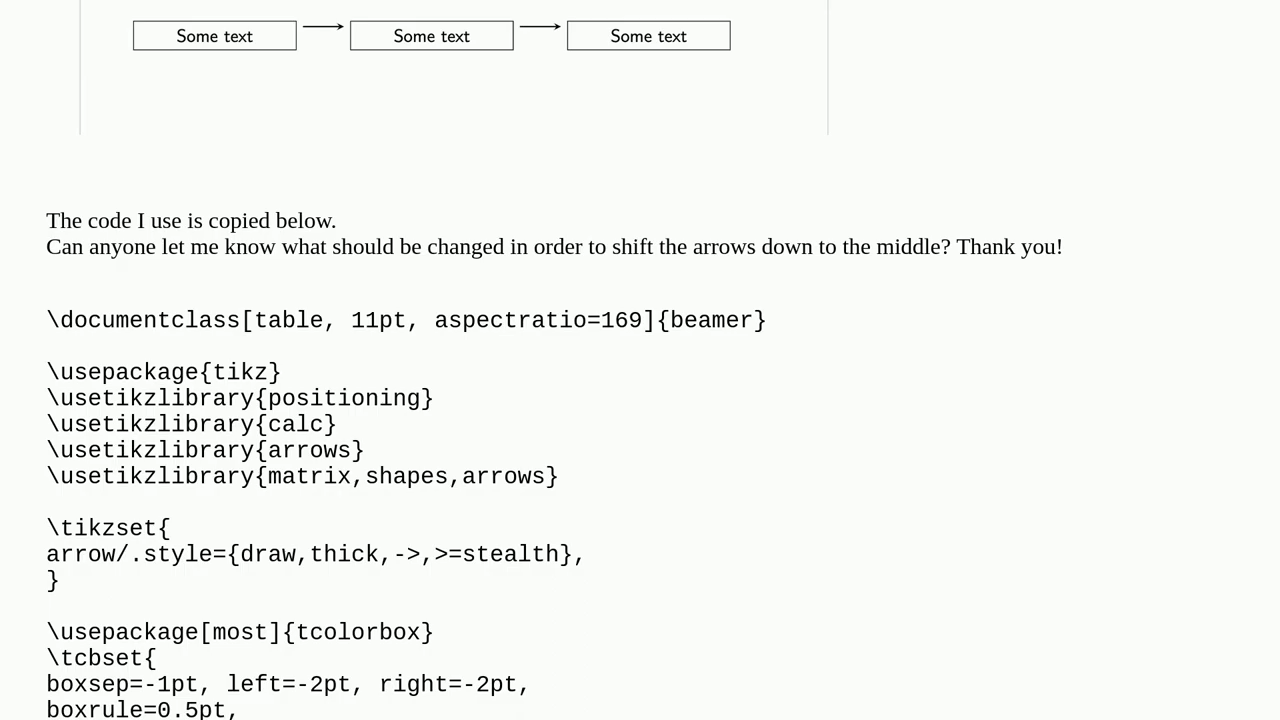 Some text Some text Some text
The code I use is copied below.
Can anyone let me know what should be changed in order to shift the arrows down to the middle? Thank you!
\documentclass[table, 11pt, aspectratio=169]{beamer}
\usepackage{tikz}
\usetikzlibrary{positioning}
\usetikzlibrary{calc}
\usetikzlibrary{arrows}
\usetikzlibrary{matrix,shapes,arrows}
\tikzset{
arrow/.style={draw,thick,->,>=stealth},
}
\usepackage[most]{tcolorbox}
\tcbset{
boxsep=-1pt, left=-2pt, right=-2pt,
boxrule=0.5pt,